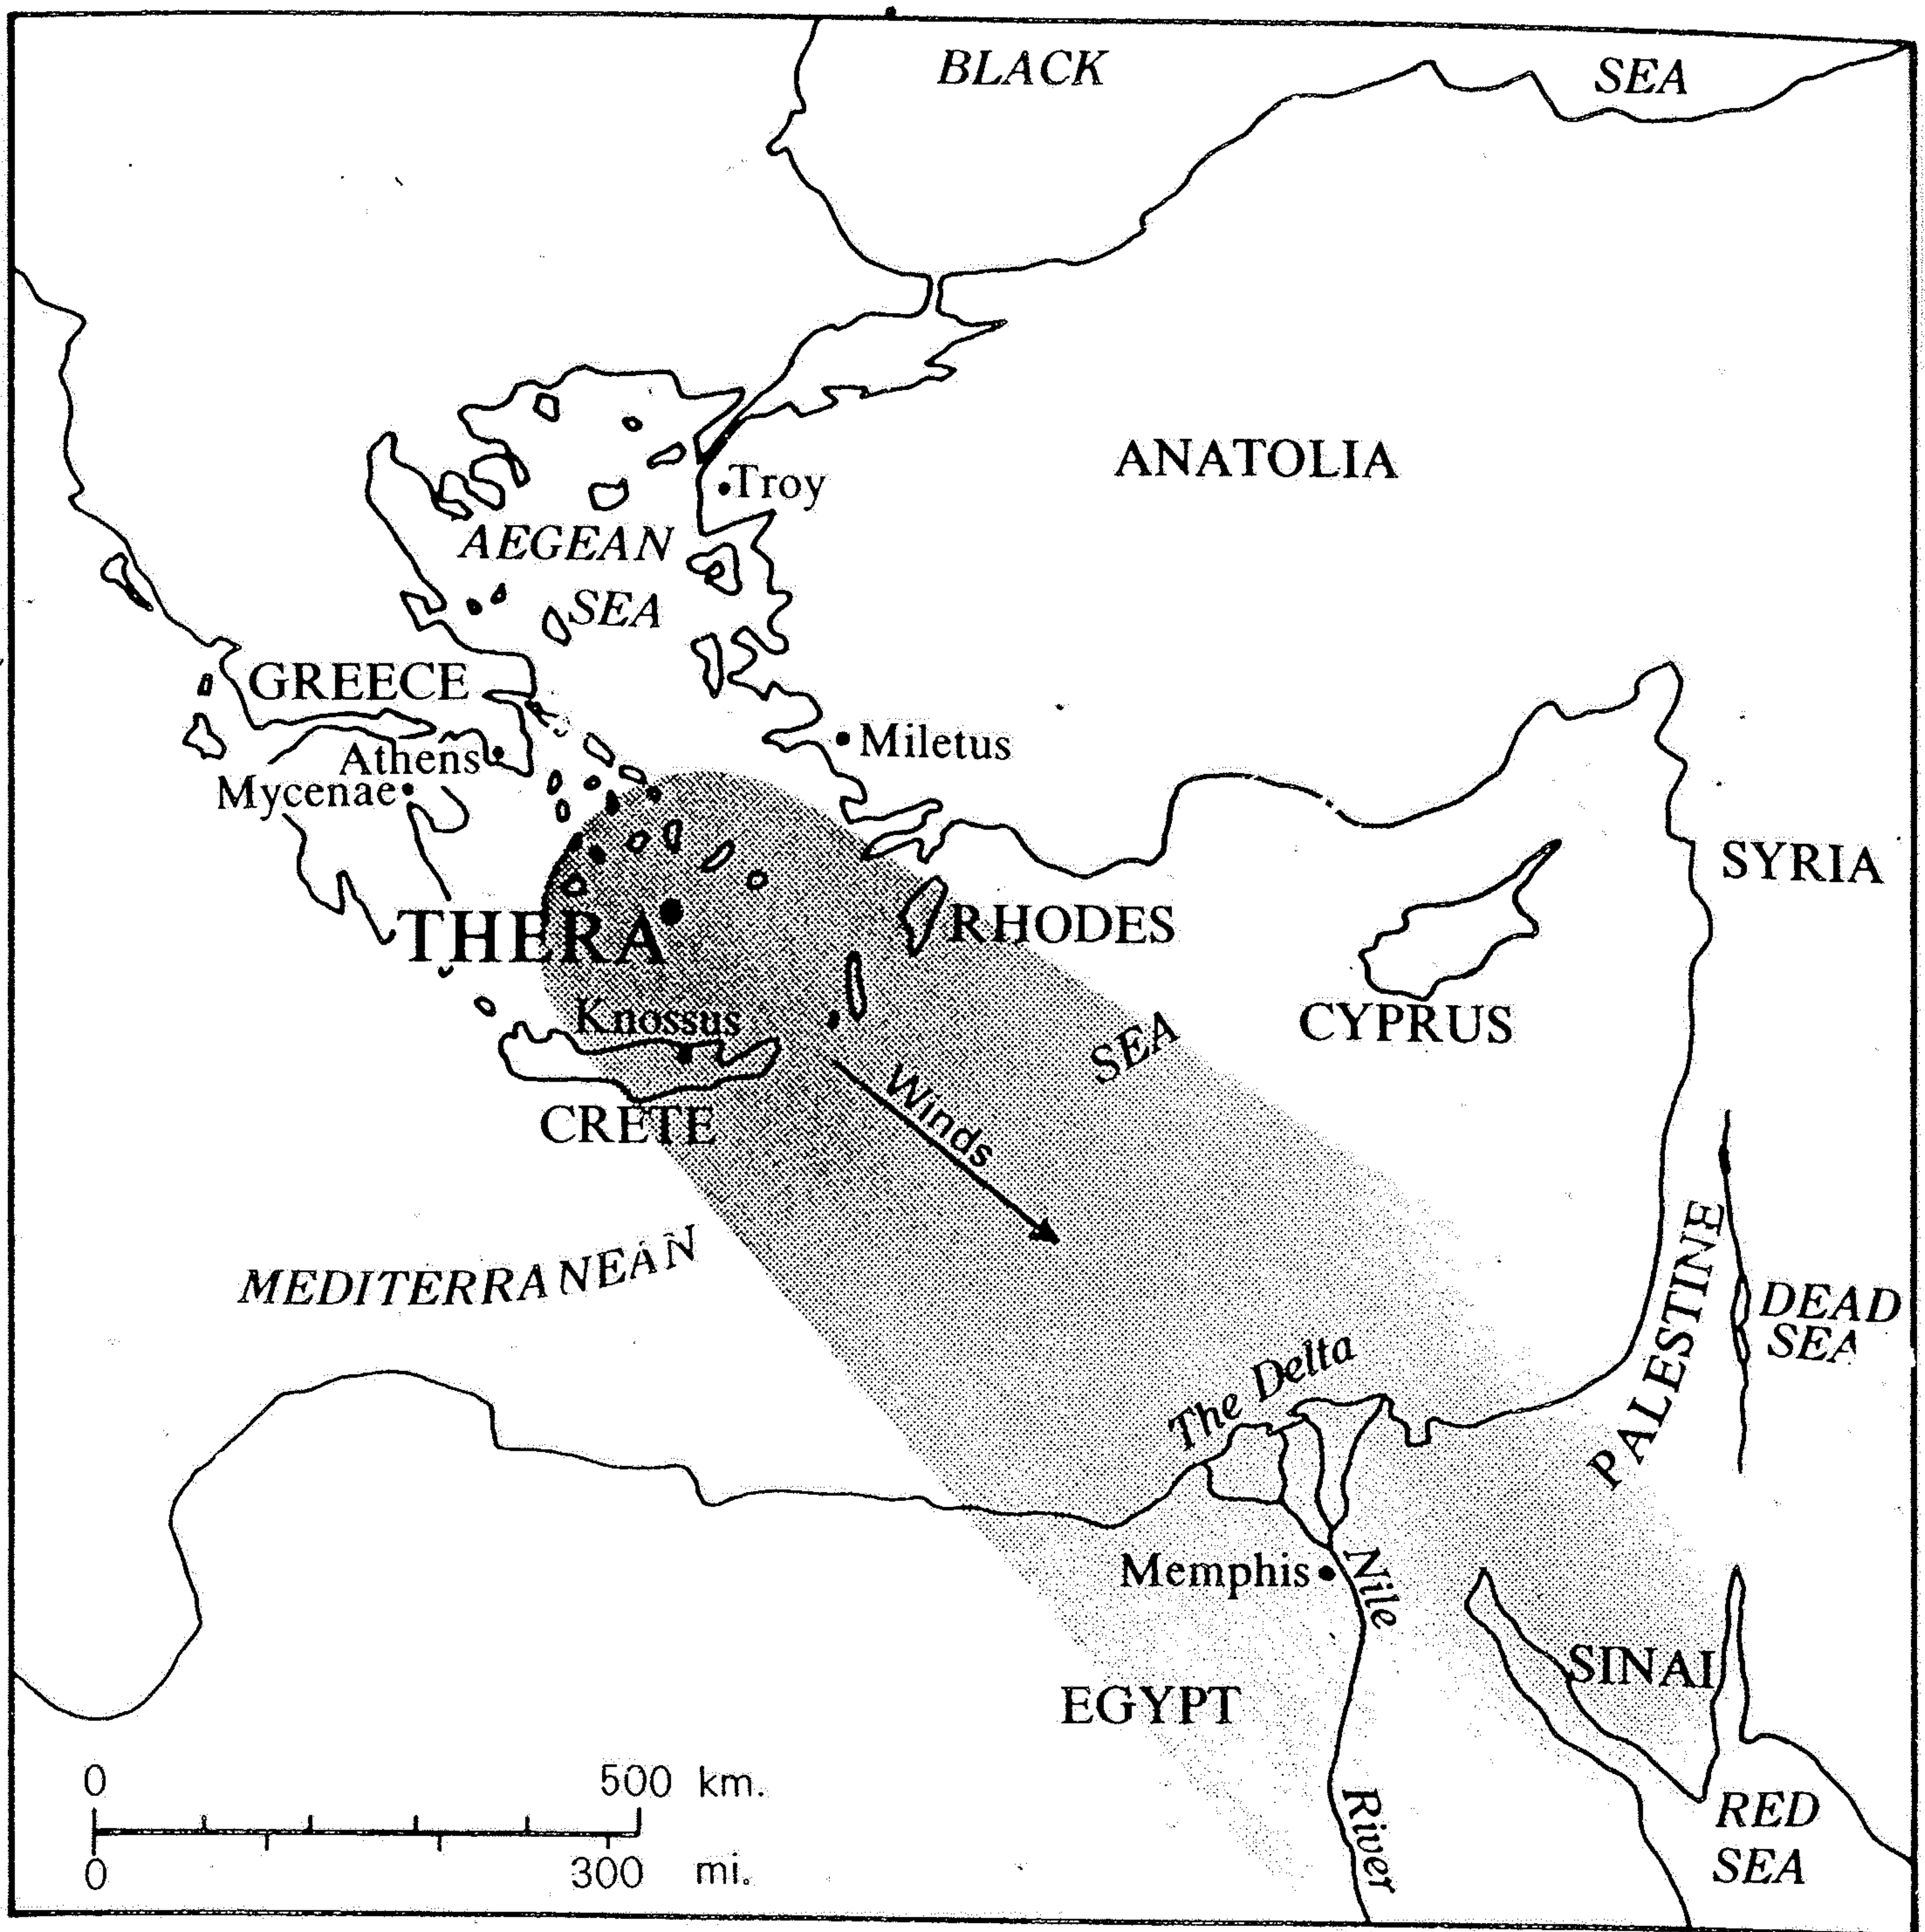 BLACK SEA
ANATOLIA
Troy
AEGEAN
SEA
GREECE
Athens
Mycenae
Miletus
SYRIA
THERA
RHODES
Knossus
CRETE
CYPRUS
Winds
MEDITERRANEAN SEA
PALESTINE
DEAD
SEA
The Delta
Memphis
Nile River
SINAI
EGYPT
RED
SEA
0 500 km.
0 300 mi.